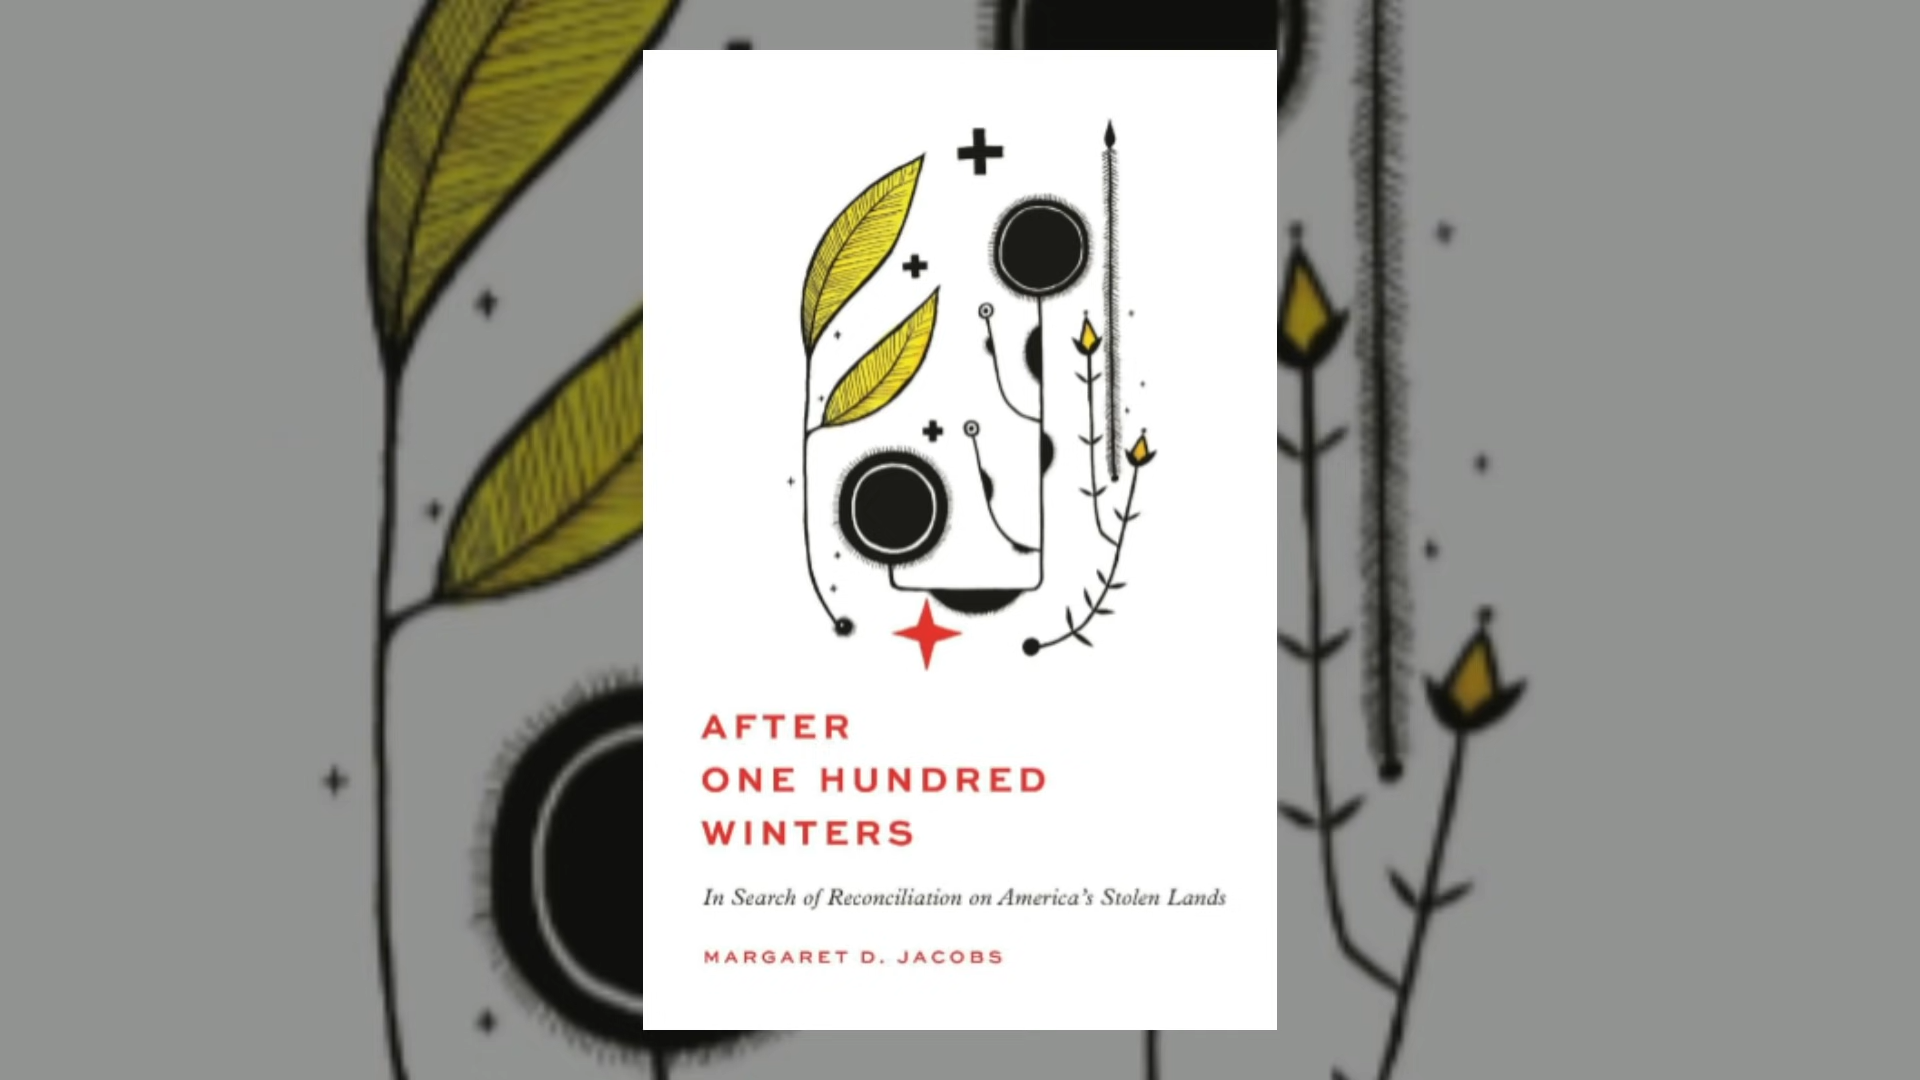 AFTER
ONE HUNDRED
WINTERS
In Search of Reconciliation on America's Stolen Lands
MARGARET D. JACOBS